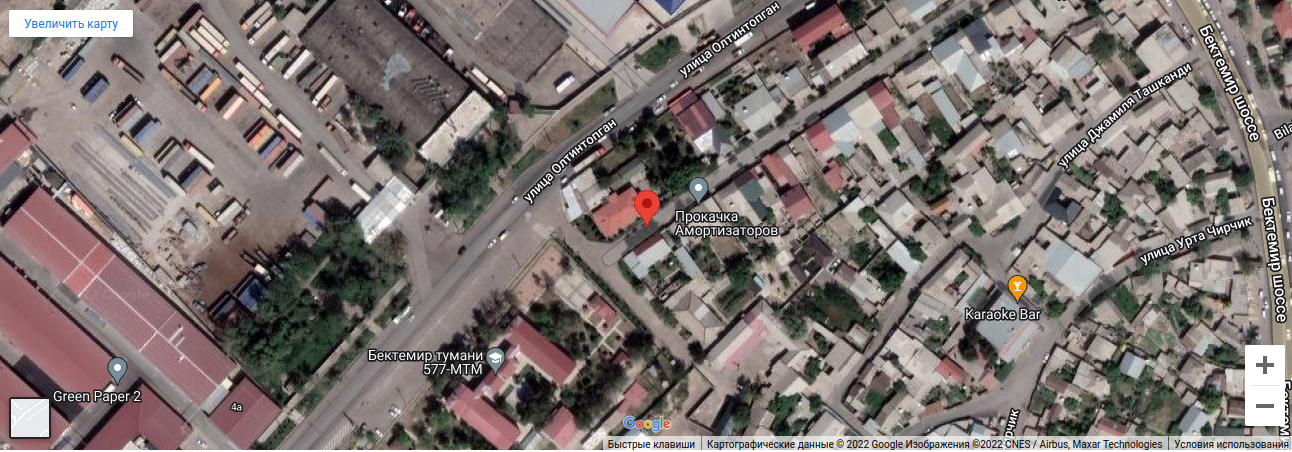 Увеличить карту
улица Олтинтопган
улица Олтинтопган
Бектемир шоссе
улица Джамиля Ташканди
Bila
Прокачка
Амортизаторов
улица Урта Чирчик
Бектемир шоссе
Karaoke Bar
Бектемир тумани
577-МТМ
Green Paper 2
4а
Google
Быстрые клавиши
Картографические данные © 2022 Google Изображения ©2022 CNES / Airbus, Maxar Technologies
Условия использования